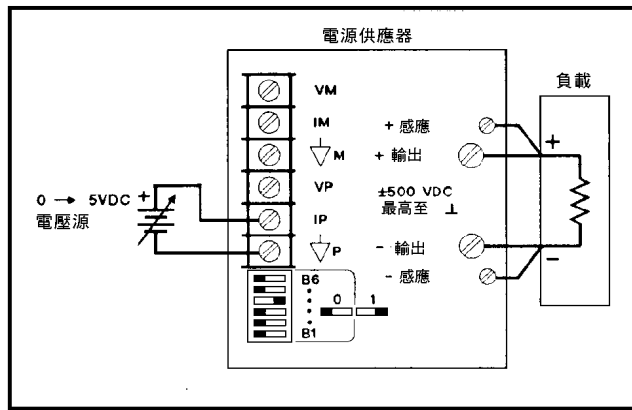 電源供應器
負載
VM
IM
M
VP
IP
P
+ 感應
+ 輸出
±500 VDC
最高至 ⊥
- 輸出
- 感應
+
-
0 → 5VDC +
電壓源
B6
0 1
B1